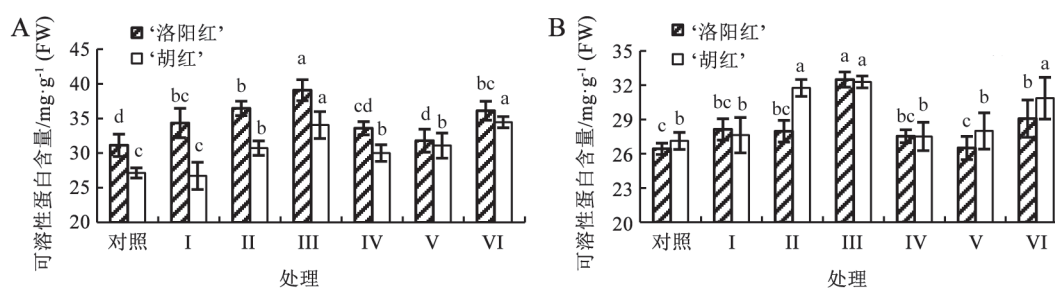 A
‘洛阳红’
‘胡红’
可溶性蛋白含量/mg·g⁻¹ (FW)
45
40
35
30
25
20
d
c
bc
c
b
b
a
a
cd
b
d
b
bc
a
对照 I II III IV V VI
处理
B
‘洛阳红’
‘胡红’
可溶性蛋白含量/mg·g⁻¹ (FW)
35
32
29
26
23
20
c
b
bc
b
bc
a
a
a
b
b
c
b
b
a
对照 I II III IV V VI
处理